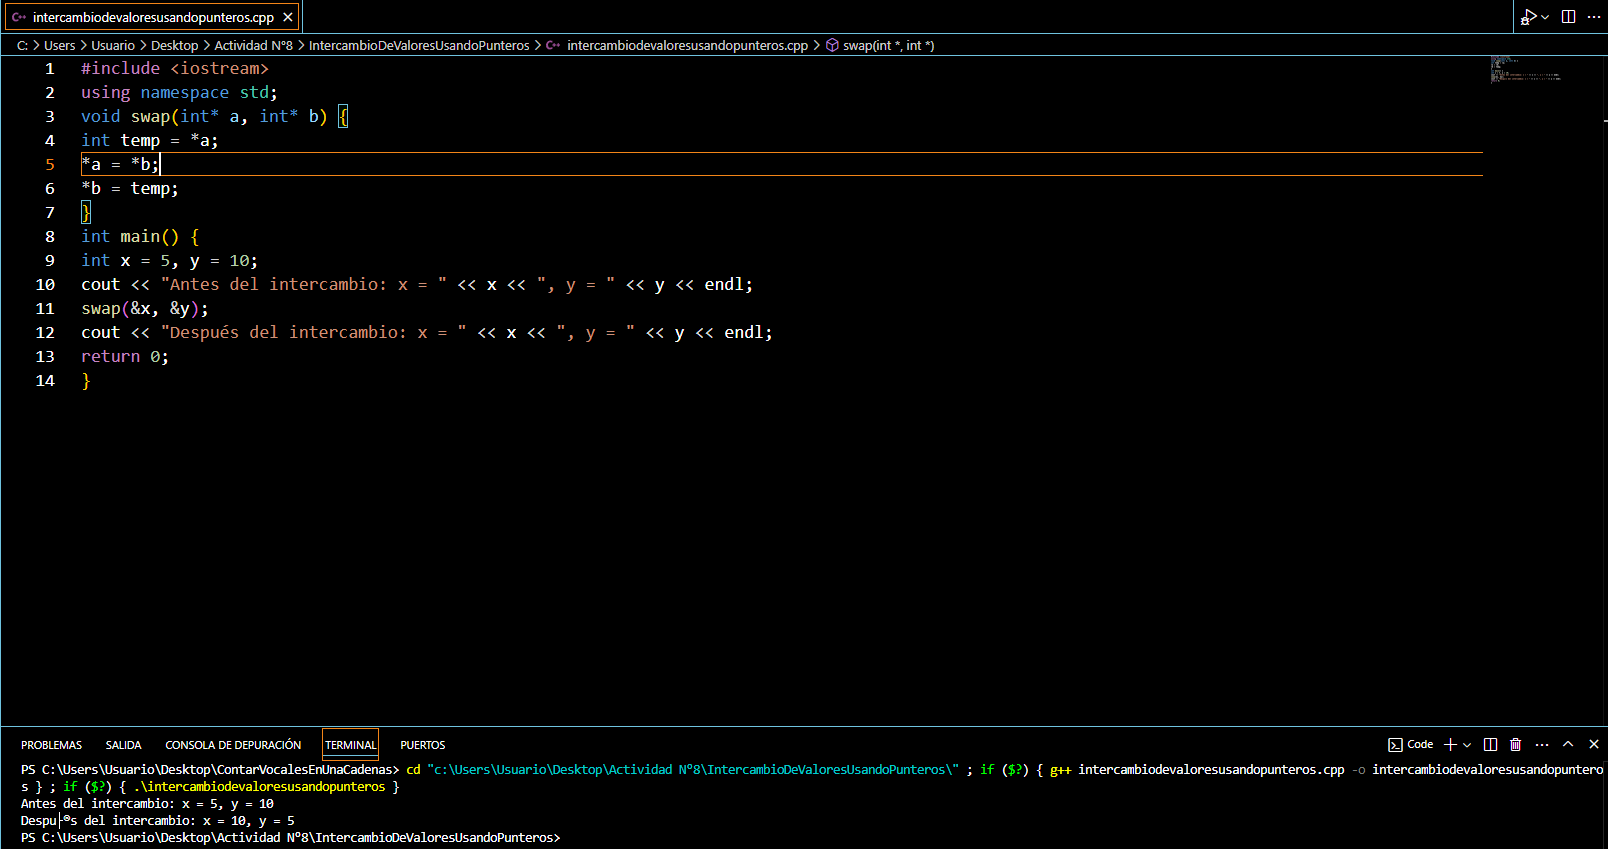 intercambiodevaloresusandopunteros.cpp
C: > Users > Usuario > Desktop > Actividad N°8 > IntercambioDeValoresUsandoPunteros > intercambiodevaloresusandopunteros.cpp > swap(int *, int *)
1 #include <iostream>
2 using namespace std;
3 void swap(int* a, int* b) {
4 int temp = *a;
5 *a = *b;
6 *b = temp;
7 }
8 int main() {
9 int x = 5, y = 10;
10 cout << "Antes del intercambio: x = " << x << ", y = " << y << endl;
11 swap(&x, &y);
12 cout << "Después del intercambio: x = " << x << ", y = " << y << endl;
13 return 0;
14 }
PROBLEMAS SALIDA CONSOLA DE DEPURACIÓN TERMINAL PUERTOS Code
PS C:\Users\Usuario\Desktop\ContarVocalesEnUnaCadenas> cd "c:\Users\Usuario\Desktop\Actividad N°8\IntercambioDeValoresUsandoPunteros\" ; if ($?) { g++ intercambiodevaloresusandopunteros.cpp -o intercambiodevaloresusandopuntero
s } ; if ($?) { .\intercambiodevaloresusandopunteros }
Antes del intercambio: x = 5, y = 10
Despu├®s del intercambio: x = 10, y = 5
PS C:\Users\Usuario\Desktop\Actividad N°8\IntercambioDeValoresUsandoPunteros>